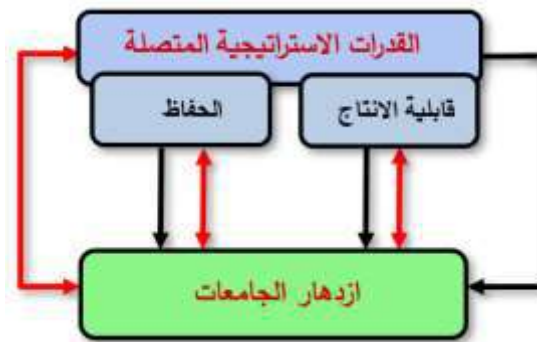 القدرات الاستراتيجية المتصلة
قابلية الانتاج
الحفاظ
ازدهار الجامعات